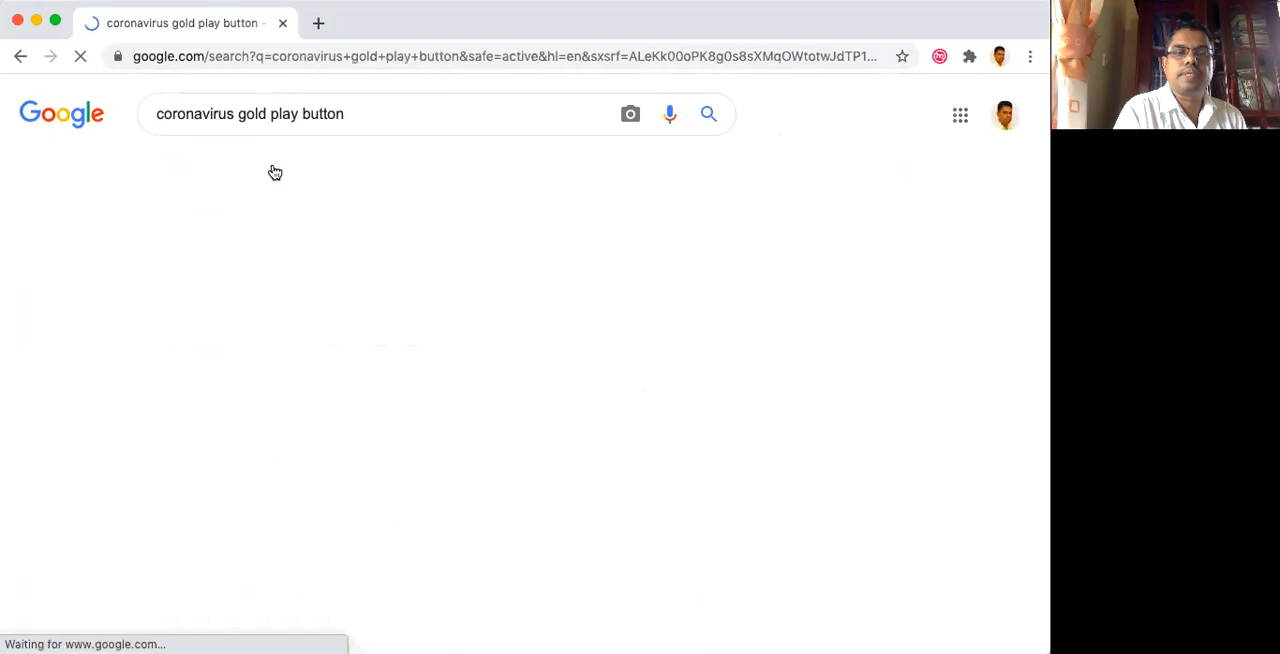 coronavirus gold play button -
google.com/search?q=coronavirus+gold+play+button&safe=active&hl=en&sxsrf=ALeKk00oPK8g0s8sXMqOWtotwJdTP1...
Google
coronavirus gold play button
Waiting for www.google.com...